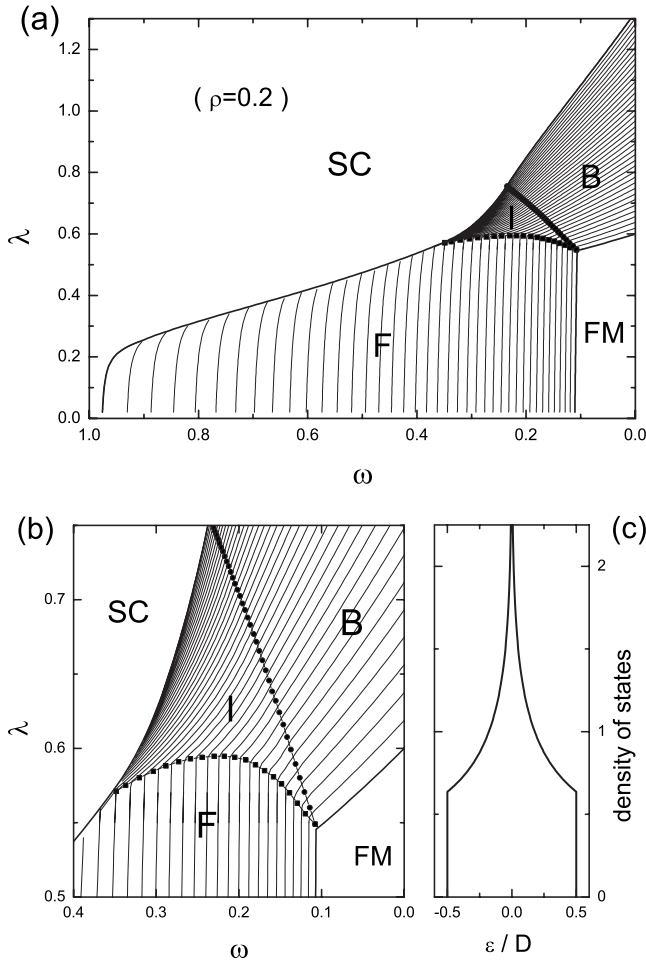 (a)
1.2
1.0
0.8
0.6
0.4
0.2
0.0
λ
( ρ=0.2 )
SC
B
I
F
FM
1.0 0.8 0.6 0.4 0.2 0.0
ω
(b)
0.7
0.6
0.5
λ
SC
B
I
F
FM
0.4 0.3 0.2 0.1 0.0
ω
(c)
2
1
0
density of states
-0.5 0.0 0.5
ε / D